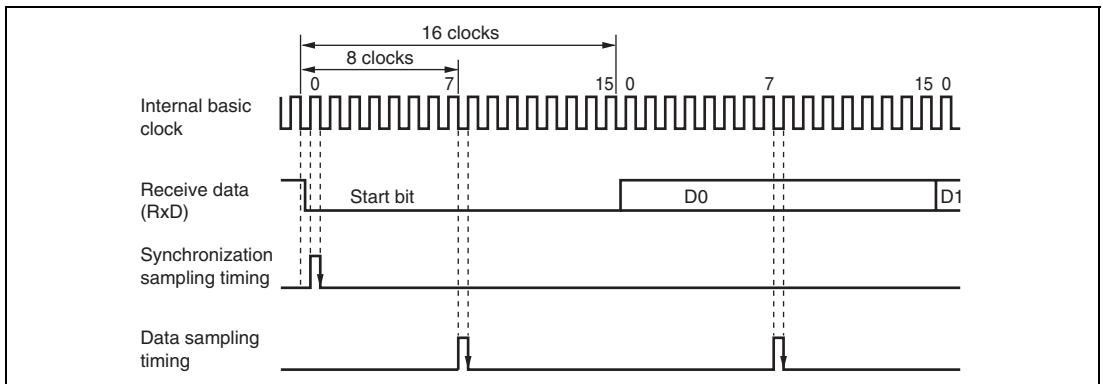 16 clocks
8 clocks
0 7 15 0 7 15 0
Internal basic
clock
Receive data
(RxD)
Start bit D0 D1
Synchronization
sampling timing
Data sampling
timing